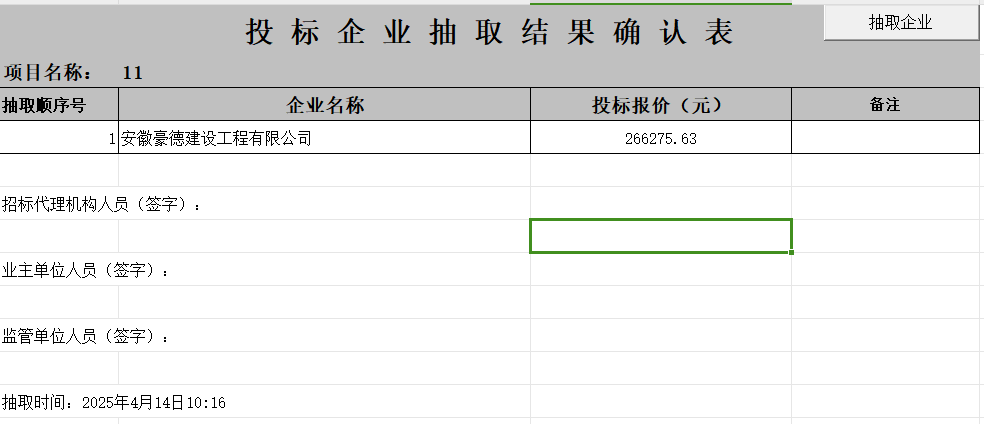 投标企业抽取结果确认表
抽取企业
项目名称： 11
抽取顺序号 企业名称 投标报价（元） 备注
1 安徽豪德建设工程有限公司 266275.63
招标代理机构人员（签字）：
业主单位人员（签字）：
监管单位人员（签字）：
抽取时间：2025年4月14日10:16